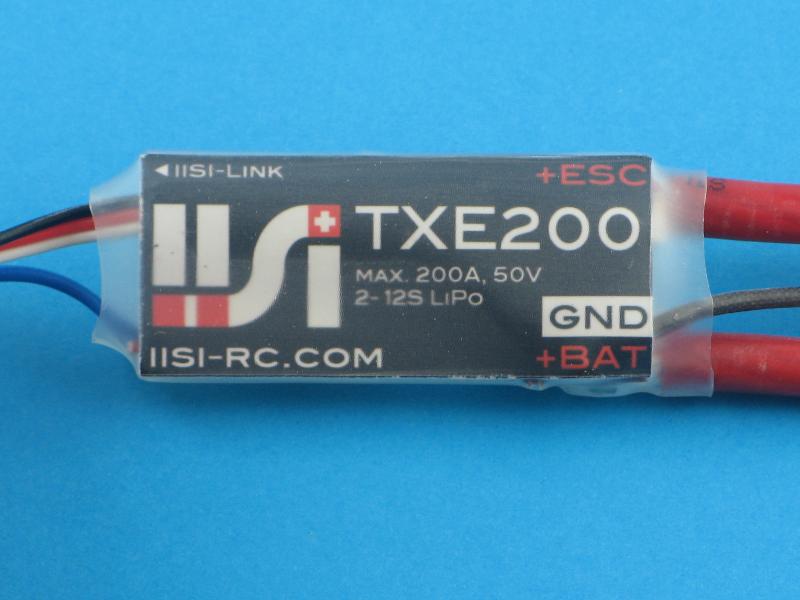 ◄IISI-LINK
+ESC
IISI
TXE200
MAX. 200A, 50V
2-12S LiPo
GND
IISI-RC.COM
+BAT